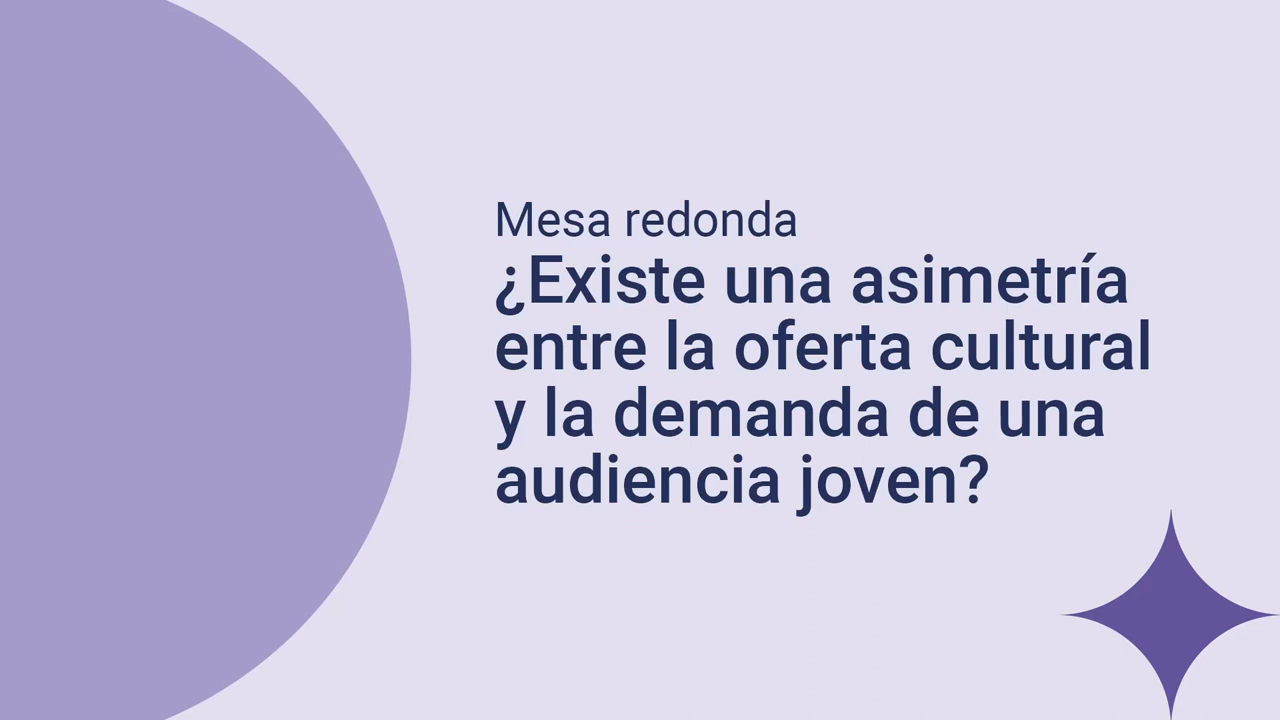 Mesa redonda
¿Existe una asimetría
entre la oferta cultural
y la demanda de una
audiencia joven?